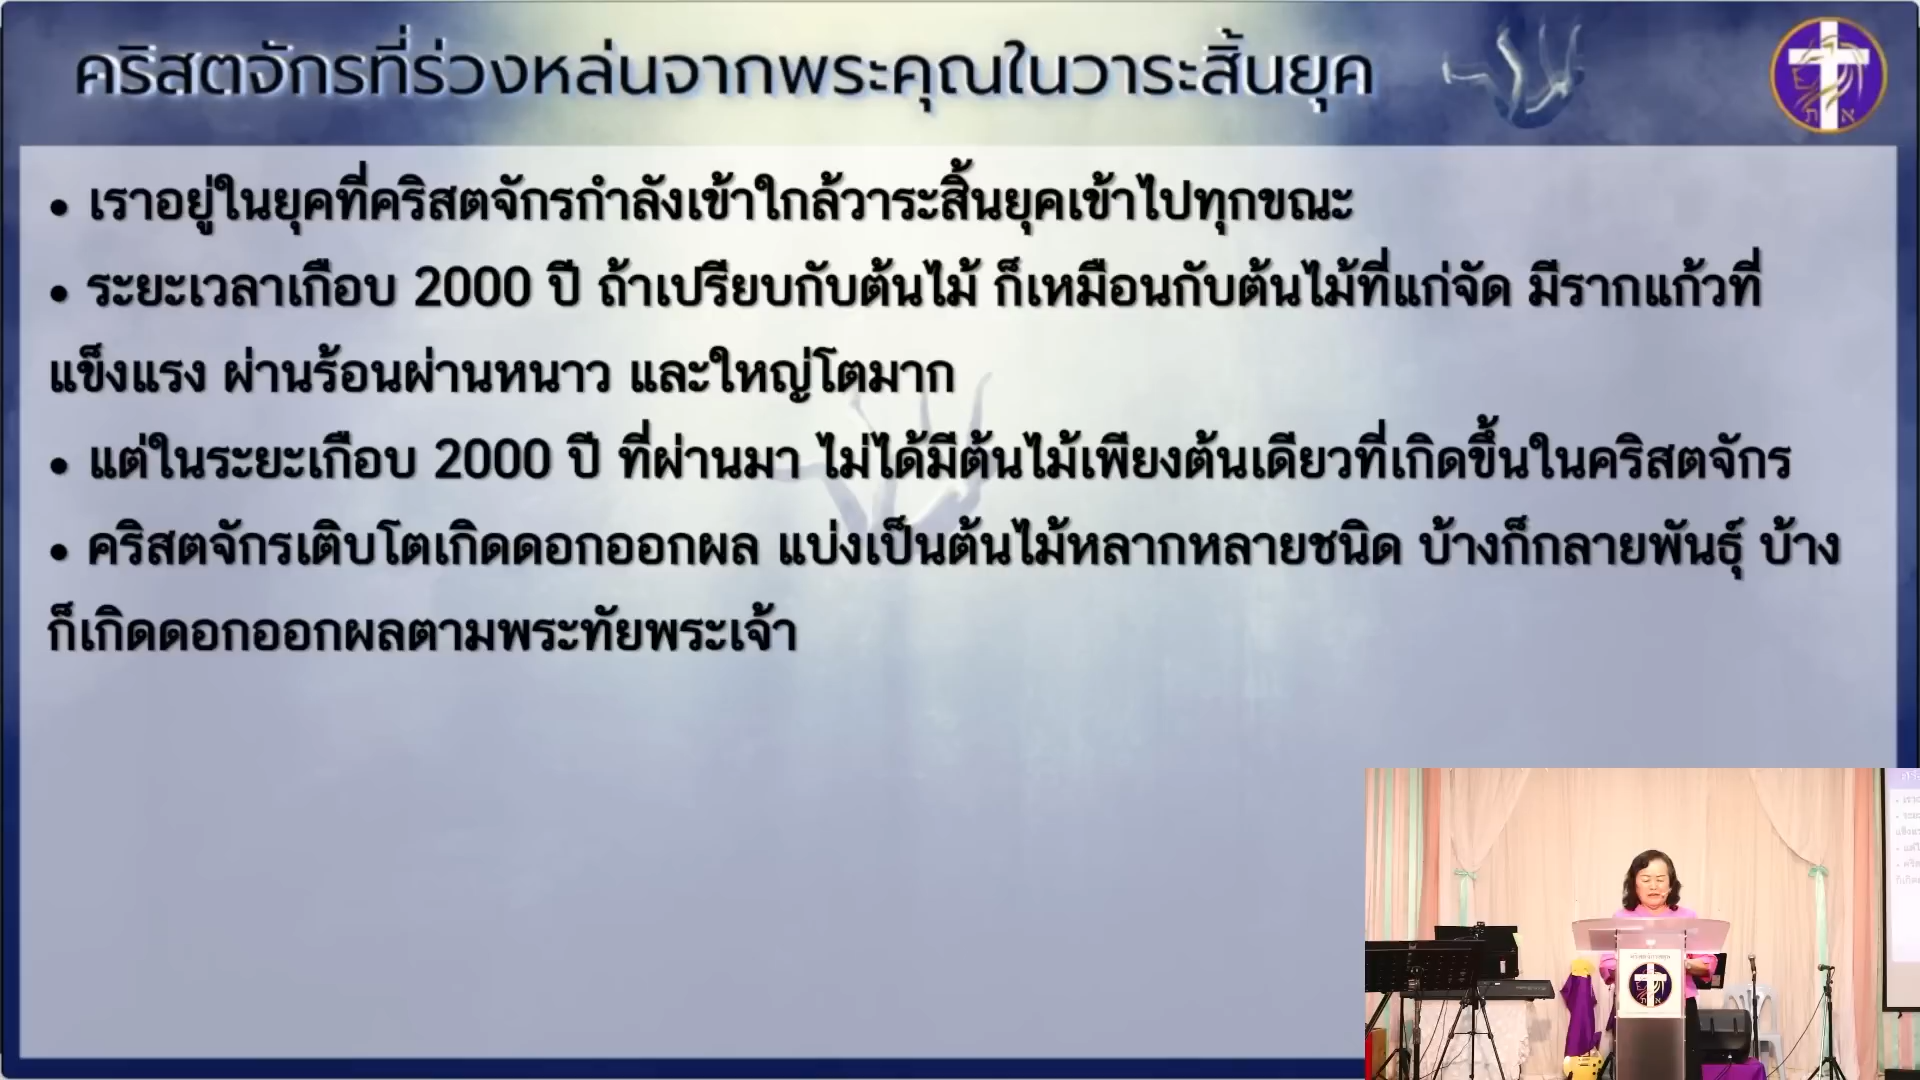 คริสตจักรที่ร่วงหล่นจากพระคุณในวาระสิ้นยุค
• เราอยู่ในยุคที่คริสตจักรกำลังเข้าใกล้วาระสิ้นยุคเข้าไปทุกขณะ
• ระยะเวลาเกือบ 2000 ปี ถ้าเปรียบกับต้นไม้ ก็เหมือนกับต้นไม้ที่แก่จัด มีรากแก้วที่
แข็งแรง ผ่านร้อนผ่านหนาว และใหญ่โตมาก
• แต่ในระยะเกือบ 2000 ปี ที่ผ่านมา ไม่ได้มีต้นไม้เพียงต้นเดียวที่เกิดขึ้นในคริสตจักร
• คริสตจักรเติบโตเกิดดอกออกผล แบ่งเป็นต้นไม้หลากหลายชนิด บ้างก็กลายพันธุ์ บ้าง
ก็เกิดดอกออกผลตามพระทัยพระเจ้า